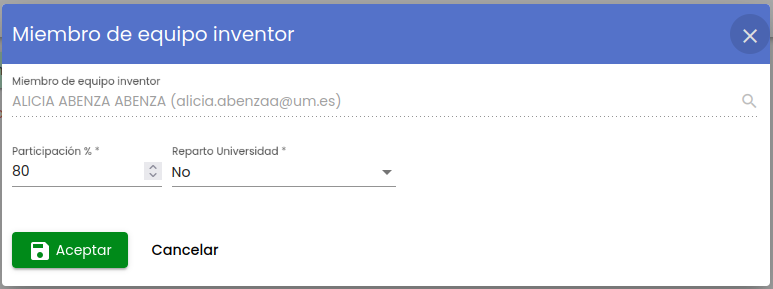 Miembro de equipo inventor
Miembro de equipo inventor
ALICIA ABENZA ABENZA (alicia.abenzaa@um.es)
Participación % * Reparto Universidad *
80 No
Aceptar Cancelar